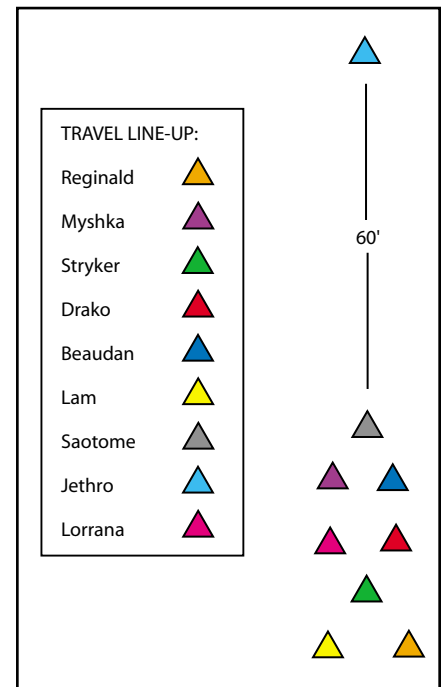 TRAVEL LINE-UP:
Reginald
Myshka
Stryker
Drako
Beaudan
Lam
Saotome
Jethro
Lorrana
60'